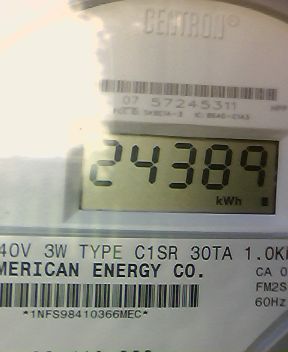 CENTRON®
07 57245311
24389
kWh
40V 3W TYPE C1SR 30TA 1.0K
MERICAN ENERGY CO.
CA 0
FM2S
60Hz
*1NFS98410366MEC*